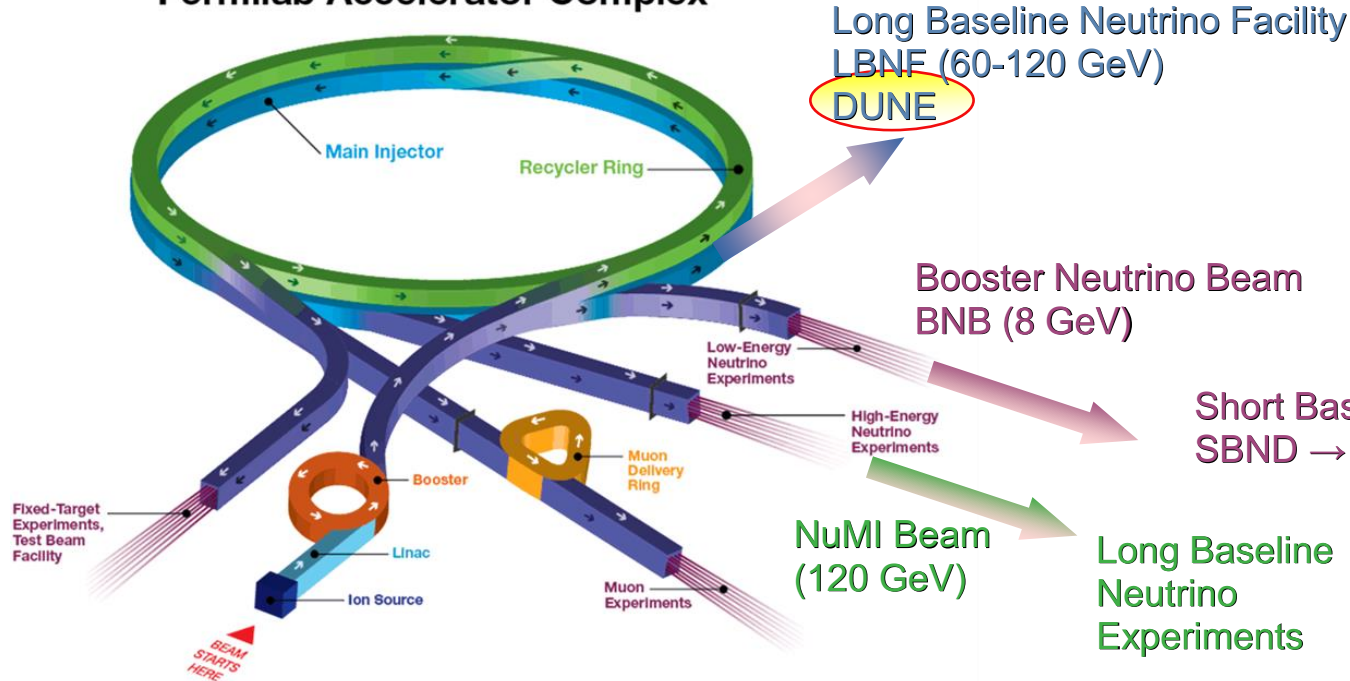 Fermilab Accelerator Complex
Long Baseline Neutrino Facility
LBNF (60-120 GeV)
DUNE
Main Injector
Recycler Ring
Booster Neutrino Beam
BNB (8 GeV)
Low-Energy
Neutrino
Experiments
Short
SBND →
High-Energy
Neutrino
Experiments
Muon
Delivery
Ring
Booster
Fixed-Target
Experiments,
Test Beam
Facility
NuMI Beam
(120 GeV)
Long Baseline
Neutrino
Experiments
Linac
Ion Source
Muon
Experiments
BEAM
STARTS
HERE